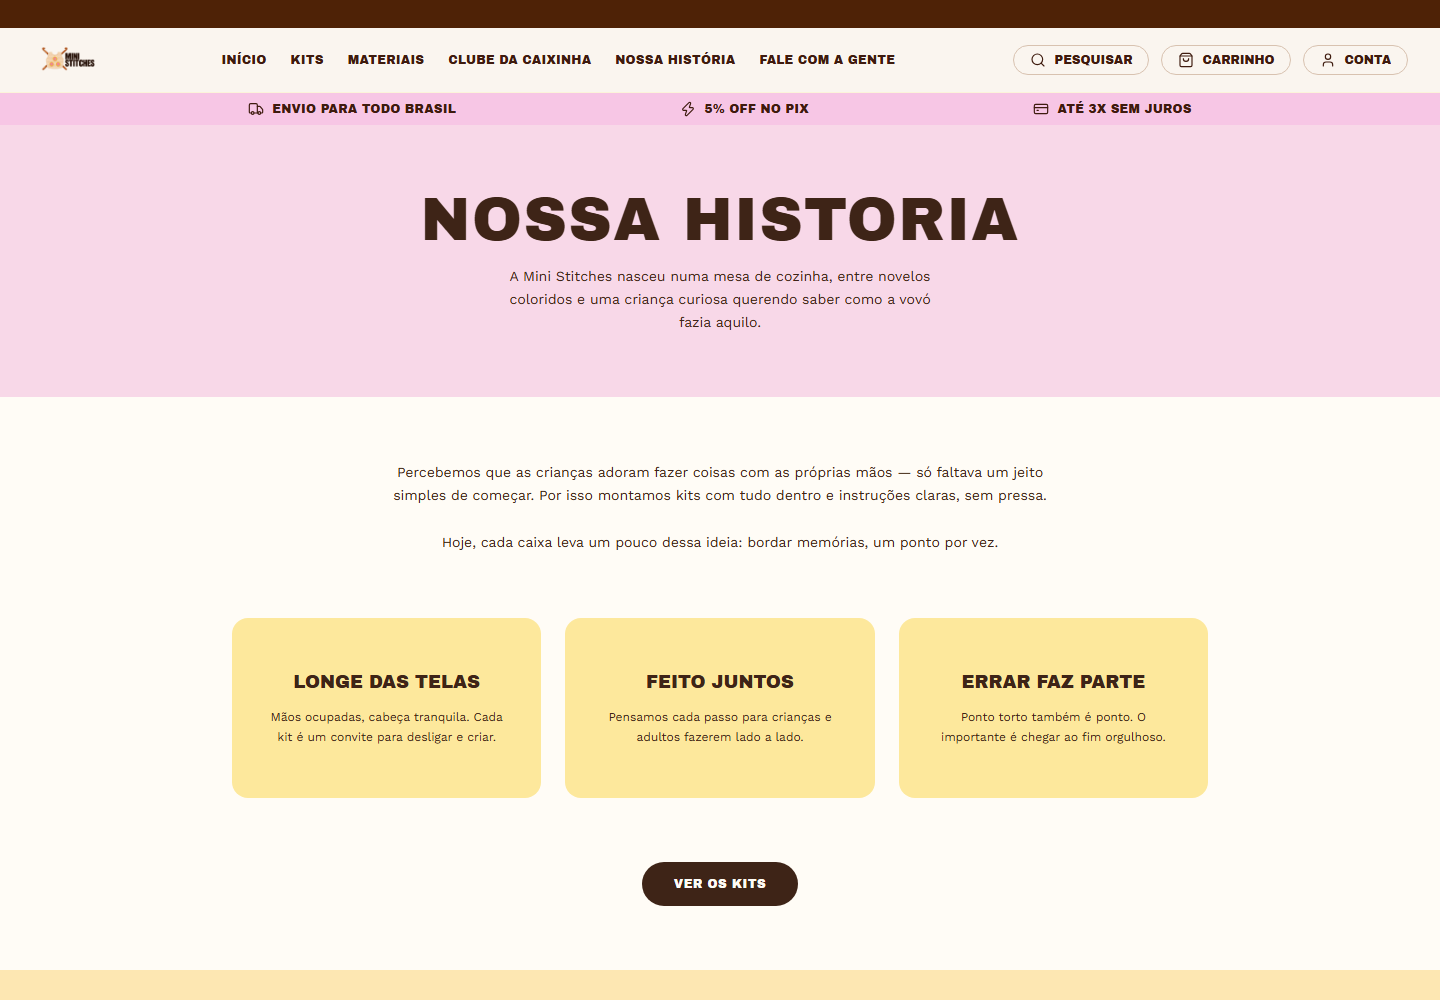 MINI
STITCHES
INÍCIO KITS MATERIAIS CLUBE DA CAIXINHA NOSSA HISTÓRIA FALE COM A GENTE PESQUISAR CARRINHO CONTA
ENVIO PARA TODO BRASIL 5% OFF NO PIX ATÉ 3X SEM JUROS
NOSSA HISTORIA
A Mini Stitches nasceu numa mesa de cozinha, entre novelos
coloridos e uma criança curiosa querendo saber como a vovó
fazia aquilo.
Percebemos que as crianças adoram fazer coisas com as próprias mãos — só faltava um jeito
simples de começar. Por isso montamos kits com tudo dentro e instruções claras, sem pressa.
Hoje, cada caixa leva um pouco dessa ideia: bordar memórias, um ponto por vez.
LONGE DAS TELAS
Mãos ocupadas, cabeça tranquila. Cada
kit é um convite para desligar e criar.
FEITO JUNTOS
Pensamos cada passo para crianças e
adultos fazerem lado a lado.
ERRAR FAZ PARTE
Ponto torto também é ponto. O
importante é chegar ao fim orgulhoso.
VER OS KITS